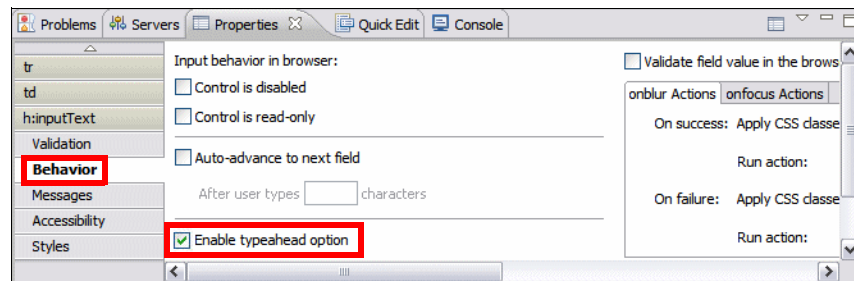 Problems Servers Properties Quick Edit Console
tr
td
h:inputText
Validation
Behavior
Messages
Accessibility
Styles
Input behavior in browser:
Control is disabled
Control is read-only
Auto-advance to next field
After user types characters
Enable typeahead option
Validate field value in the brows
onblur Actions onfocus Actions
On success: Apply CSS classe
Run action:
On failure: Apply CSS classe
Run action: